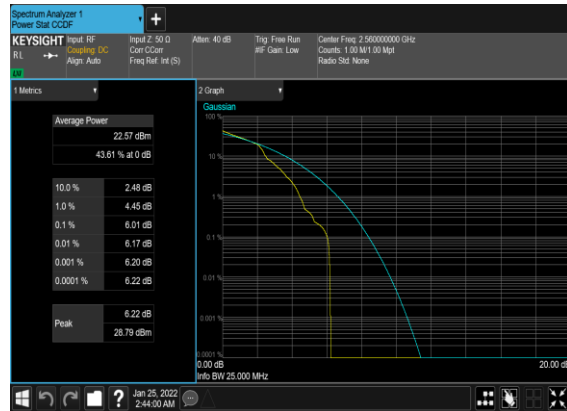 Spectrum Analyzer 1
Power Stat CCDF
KEYSIGHT
RL
Input: RF
Coupling: DC
Align: Auto
Input Z: 50 Ω
Corr CCorr
Freq Ref: Int (S)
Atten: 40 dB
Trig: Free Run
#IF Gain: Low
Center Freq: 2.560000000 GHz
Counts: 1.00 M/1.00 Mpt
Radio Std: None
1 Metrics
Average Power
22.57 dBm
43.61 % at 0 dB
10.0 % 2.48 dB
1.0 % 4.45 dB
0.1 % 6.01 dB
0.01 % 6.17 dB
0.001 % 6.20 dB
0.0001 % 6.22 dB
Peak
6.22 dB
28.79 dBm
2 Graph
Gaussian
100 %
10 %
1 %
0.1 %
0.01 %
0.001 %
0.0001 %
0.00 dB
20.00 dB
Info BW 25.000 MHz
?
Jan 25, 2022
2:44:00 AM